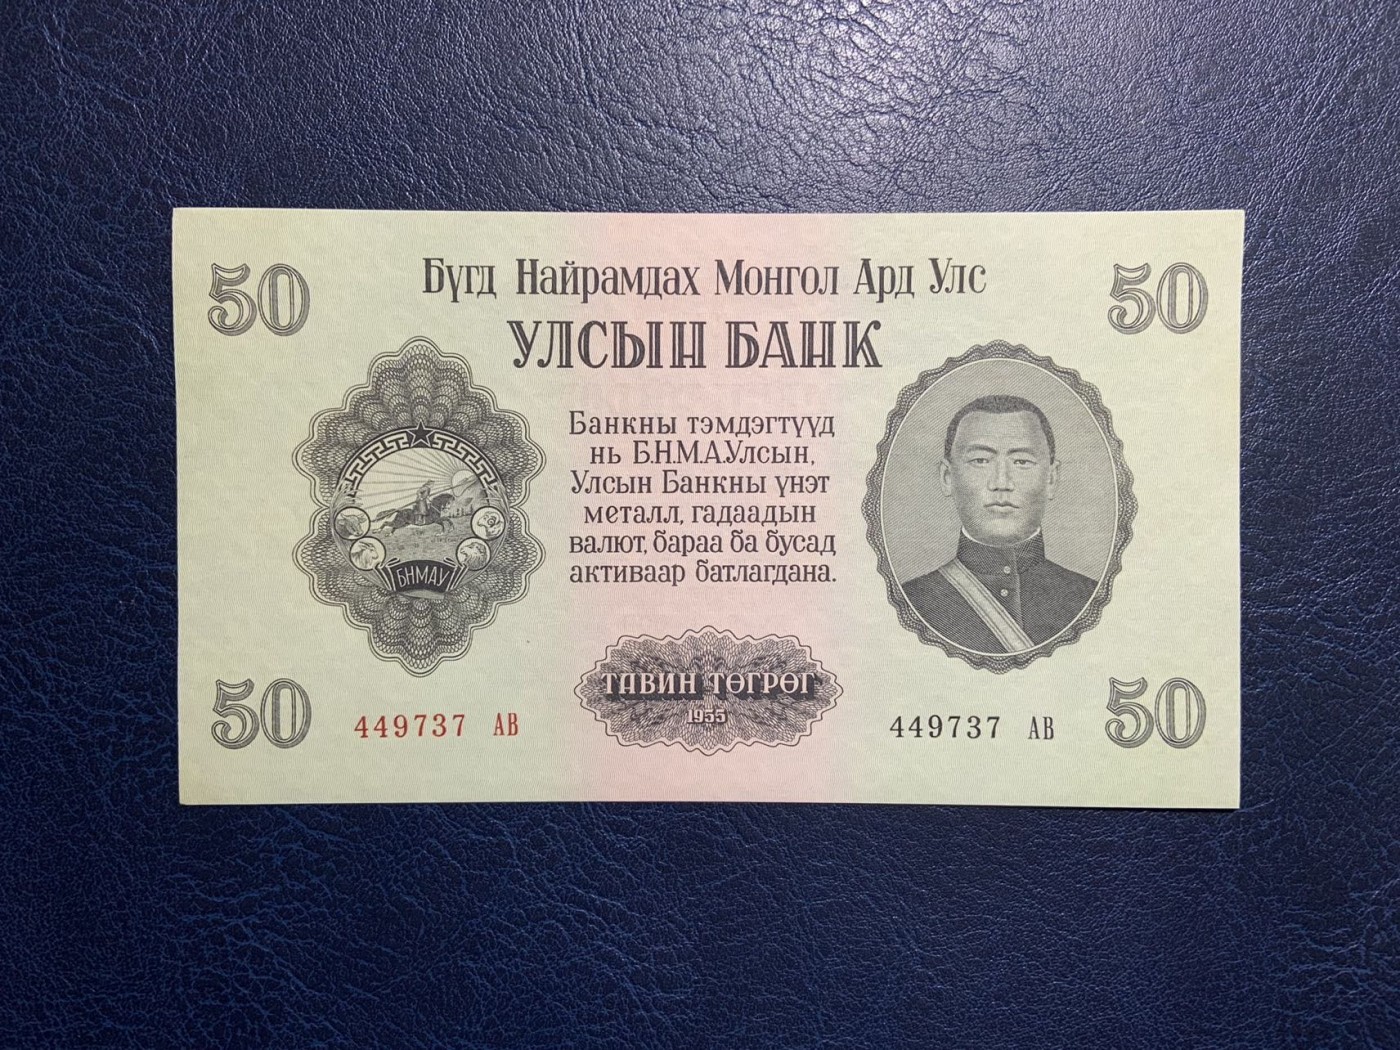 50
Бүгд Найрамдах Монгол Ард Улс
50
УЛСЫН БАНК
Банкны тэмдэгтүүд
нь Б.Н.М.А.Улсын,
Улсын Банкны үнэт
металл, гадаадын
валют, бараа ба бусад
активаар батлагдана.
БНМАУ
ТАВИН ТӨГРӨГ
1955
50
449737 АВ
449737 АВ
50